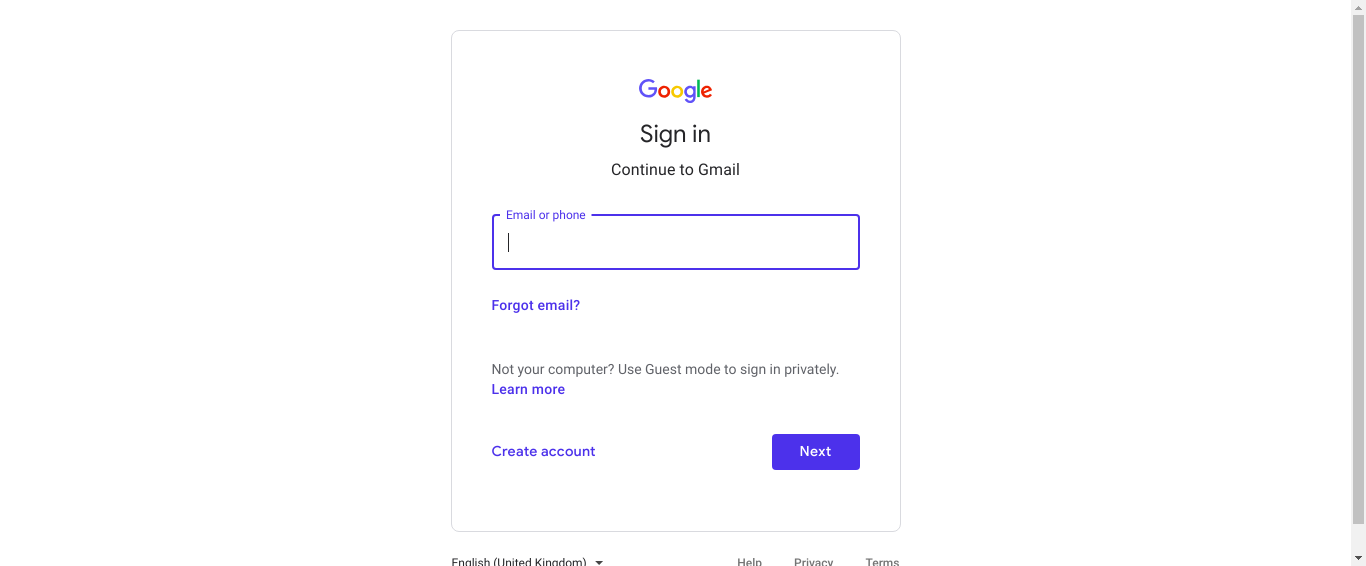 Google
Sign in
Continue to Gmail
Email or phone
Forgot email?
Not your computer? Use Guest mode to sign in privately.
Learn more
Create account
Next
English (United Kingdom)
Help
Privacy
Terms